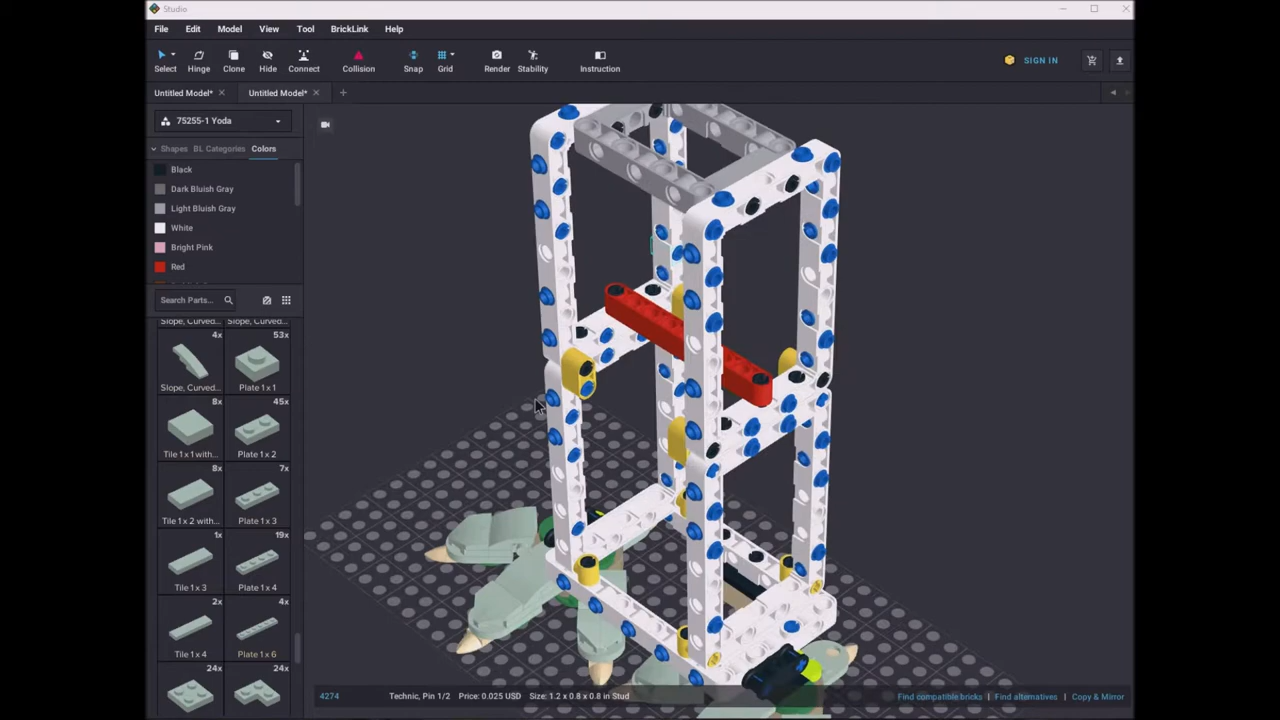 Studio
File Edit Model View Tool BrickLink Help
Select Hinge Clone Hide Connect Collision Snap Grid Render Stability Instruction SIGN IN
Untitled Model* Untitled Model*
75255-1 Yoda
Shapes BL Categories Colors
Black
Dark Bluish Gray
Light Bluish Gray
White
Bright Pink
Red
Search Parts...
Slope, Curved... Slope, Curved...
4x 53x
Slope, Curved... Plate 1 x 1
8x 45x
Tile 1 x 1 with... Plate 1 x 2
8x 7x
Tile 1 x 2 with... Plate 1 x 3
1x 19x
Tile 1 x 3 Plate 1 x 4
2x 4x
Tile 1 x 4 Plate 1 x 6
24x 24x
4274 Technic, Pin 1/2 Price: 0.025 USD Size: 1.2 x 0.8 x 0.8 in Stud Find compatible bricks | Find alternatives | Copy & Mirror